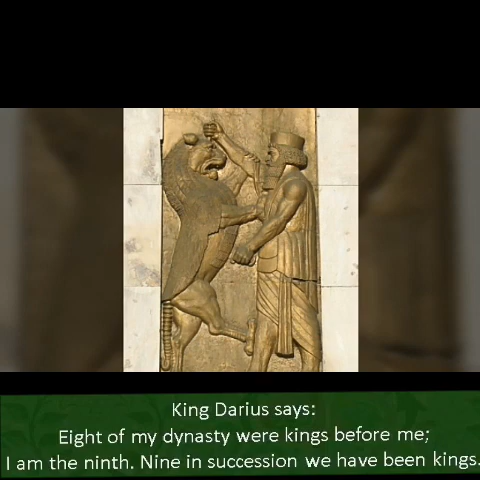 King Darius says:
Eight of my dynasty were kings before me;
I am the ninth. Nine in succession we have been kings.